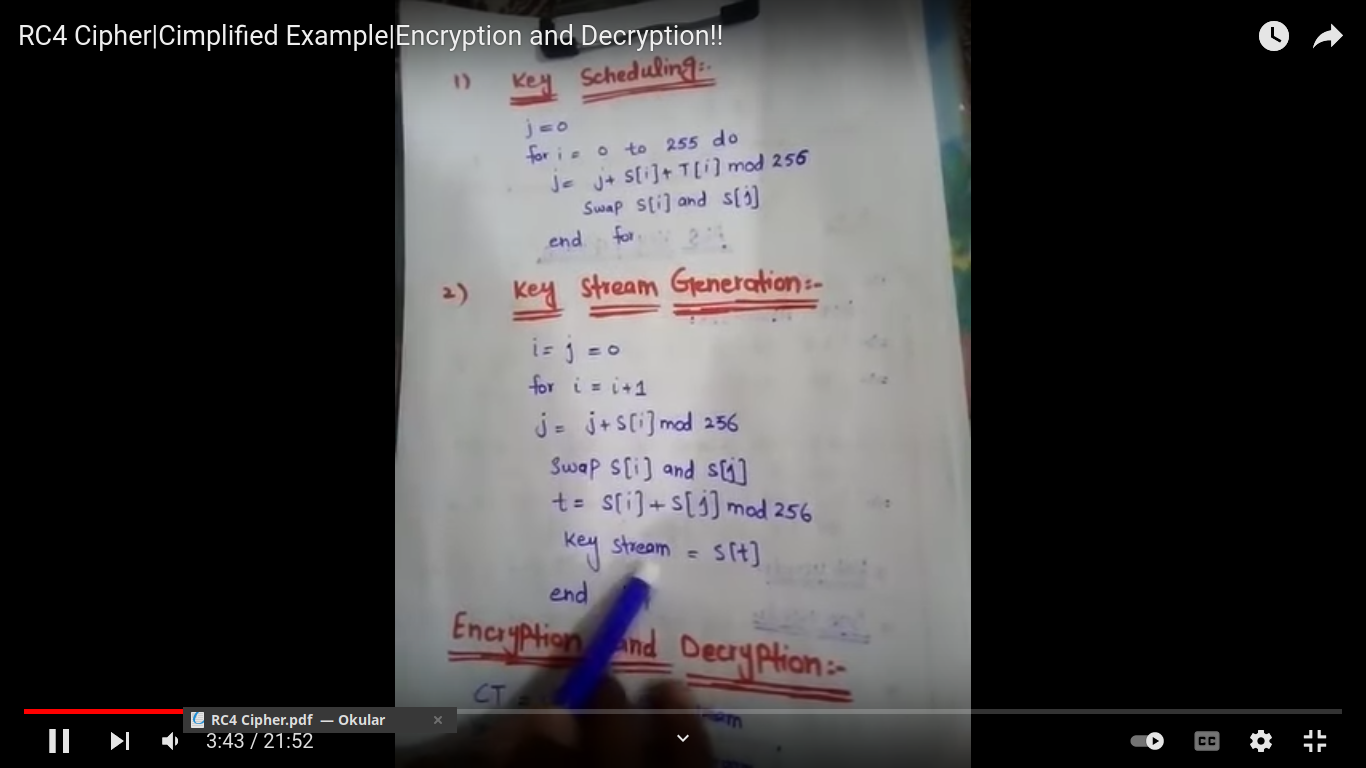 RC4 Cipher|Cimplified Example|Encryption and Decryption!!
1) Key Scheduling:-
j=0
for i = 0 to 255 do
j= j+ S[i]+ T[i] mod 256
Swap S[i] and S[j]
end for
2) Key Stream Generation:-
i= j =0
for i = i+1
j= j+S[i] mod 256
Swap S[i] and S[j]
t= S[i]+S[j] mod 256
Key Stream = S[t]
end
Encryption and Decryption:-
CT =
RC4 Cipher.pdf — Okular
3:43 / 21:52
CC